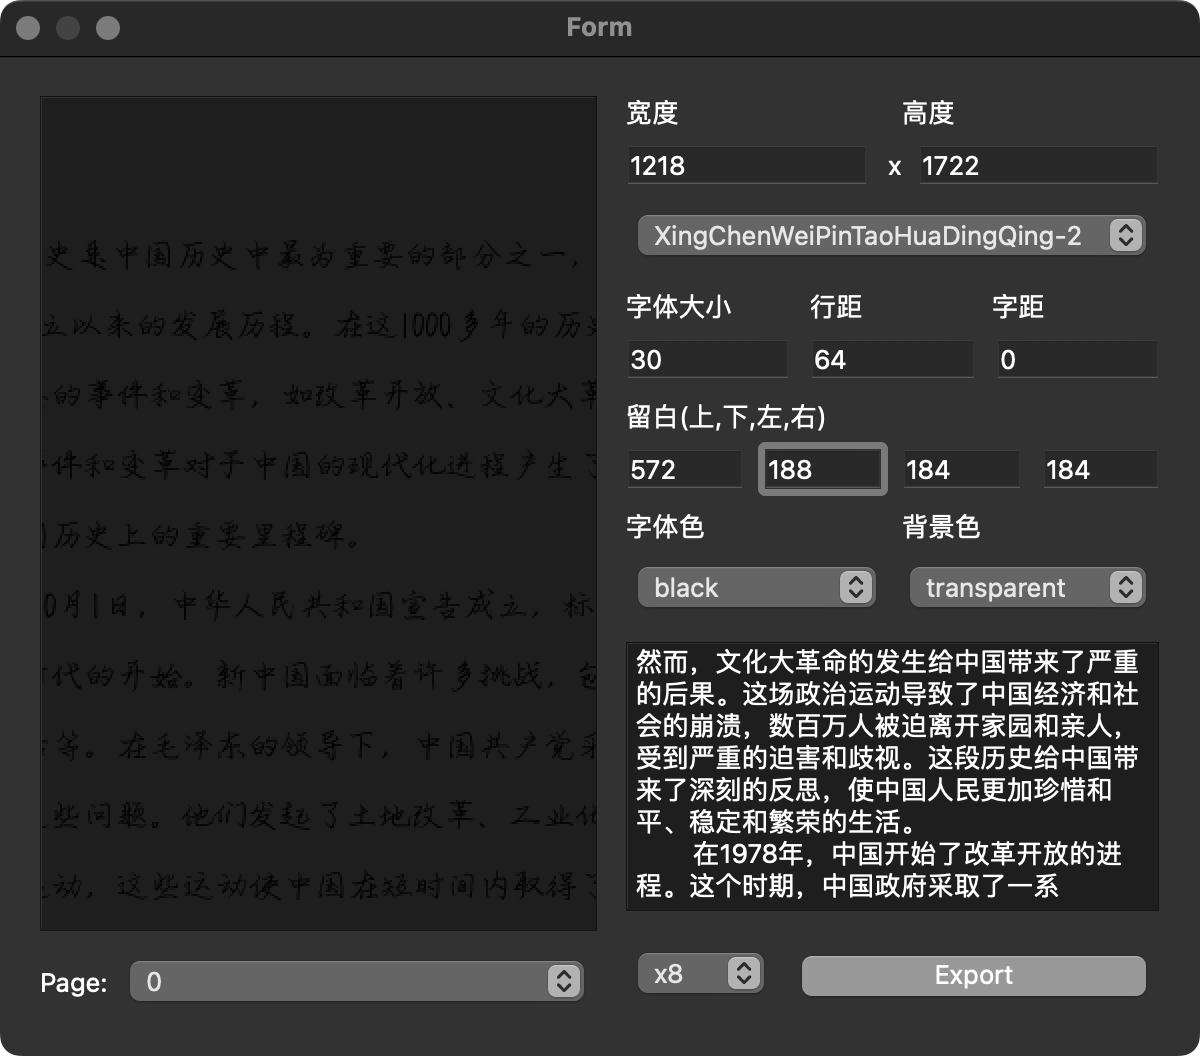 Form
史集中国历史中最为重要的部分之一，
立以来的发展历程。在这1000多年的历史
的事件和变革，如改革开放、文化大革
件和变革对于中国的现代化进程产生了
历史上的重要里程碑。
0月1日，中华人民共和国宣告成立，标
代的开始。新中国面临着许多挑战，包
等。在毛泽东的领导下，中国共产党采
些问题。他们发起了土地改革、工业化
动，这些运动使中国在短时间内取得了
Page: 0
宽度 高度
1218 x 1722
XingChenWeiPinTaoHuaDingQing-2
字体大小 行距 字距
30 64 0
留白(上,下,左,右)
572 188 184 184
字体色 背景色
black transparent
然而，文化大革命的发生给中国带来了严重
的后果。这场政治运动导致了中国经济和社
会的崩溃，数百万人被迫离开家园和亲人，
受到严重的迫害和歧视。这段历史给中国带
来了深刻的反思，使中国人民更加珍惜和
平、稳定和繁荣的生活。
在1978年，中国开始了改革开放的进
程。这个时期，中国政府采取了一系
x8 Export